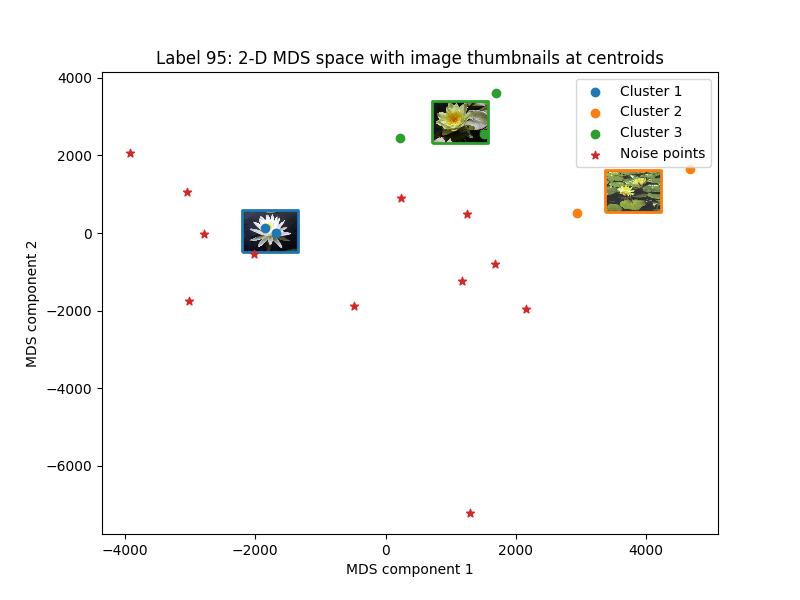 Label 95: 2-D MDS space with image thumbnails at centroids
4000
2000
0
−2000
−4000
−6000
MDS component 2
Cluster 1
Cluster 2
Cluster 3
Noise points
−4000
−2000
0
2000
4000
MDS component 1